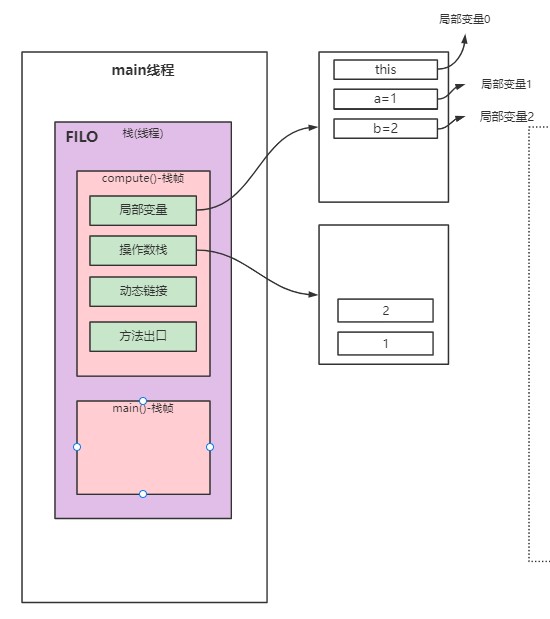 main线程
FILO
栈(线程)
compute()-栈帧
局部变量
操作数栈
动态链接
方法出口
main()-栈帧
局部变量0
this
a=1
局部变量1
b=2
局部变量2
2
1